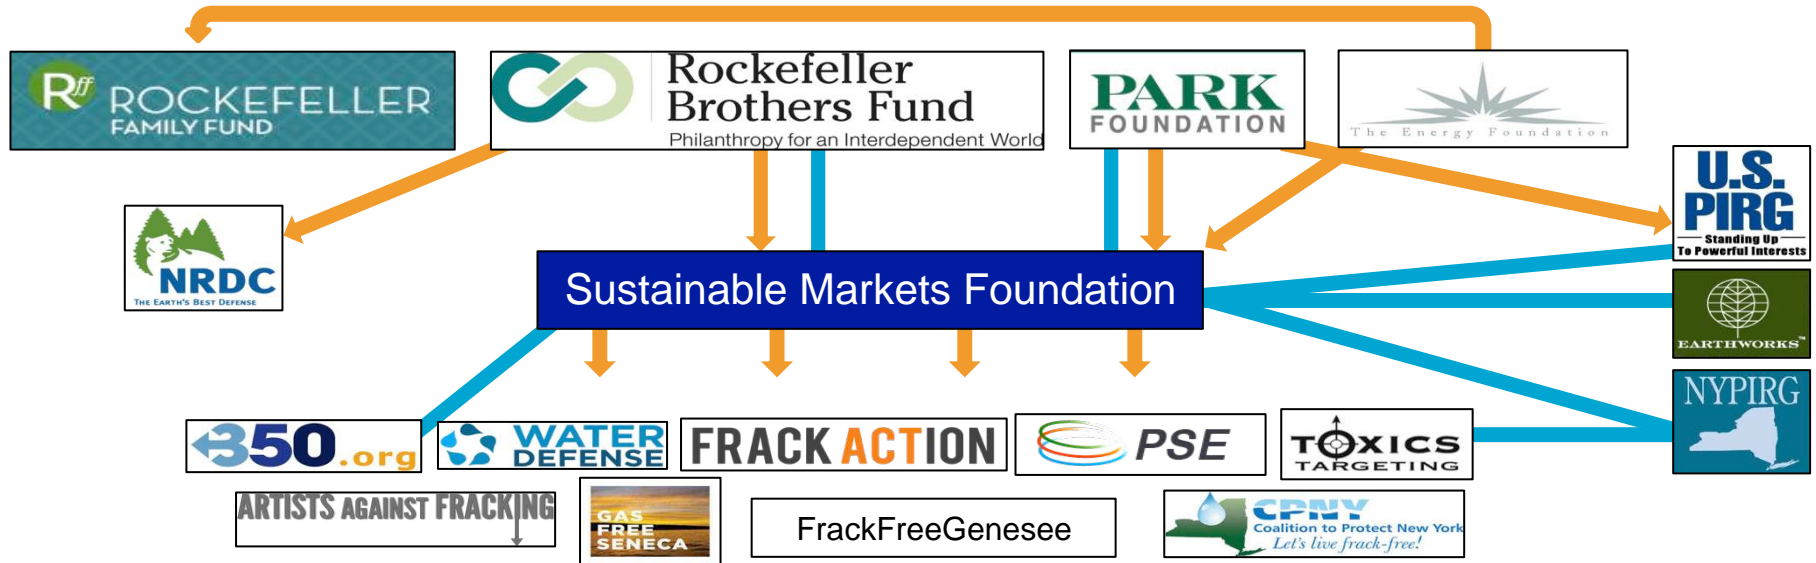 Rff ROCKEFELLER
FAMILY FUND
Rockefeller
Brothers Fund
Philanthropy for an Interdependent World
PARK
FOUNDATION
The Energy Foundation
U.S.
PIRG
Standing Up
To Powerful Interests
NRDC
THE EARTH'S BEST DEFENSE
Sustainable Markets Foundation
EARTHWORKS™
NYPIRG
350.org
WATER
DEFENSE
FRACK ACTION
PSE
TOXICS
TARGETING
ARTISTS AGAINST FRACKING
GAS
FREE
SENECA
FrackFreeGenesee
CPNY
Coalition to Protect New York
Let's live frack-free!